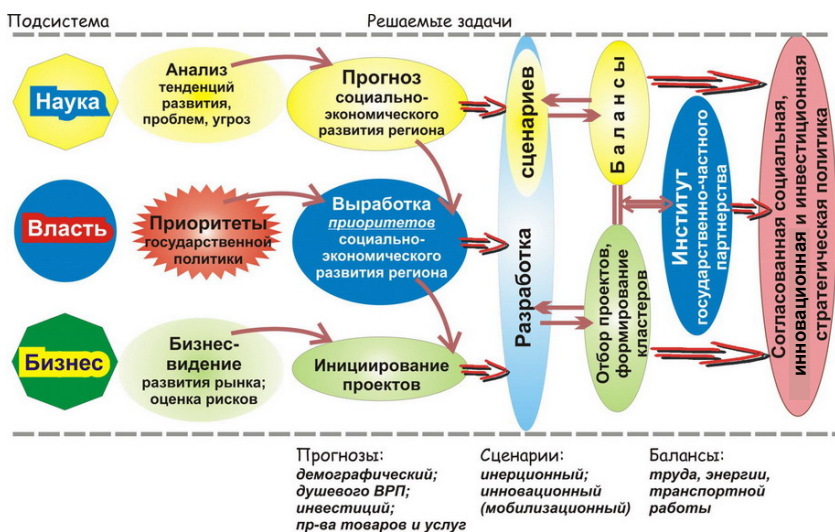 Подсистема
Решаемые задачи
Наука
Анализ
тенденций
развития,
проблем, угроз
Прогноз
социально-
экономического
развития региона
Власть
Приоритеты
государственной
политики
Выработка
приоритетов
социально-
экономического
развития региона
Бизнес
Бизнес-
видение
развития рынка;
оценка рисков
Инициирование
проектов
Разработка
сценариев
Балансы
Отбор проектов,
формирование
кластеров
Институт
государственно-частного
партнерства
Согласованная социальная,
инновационная и инвестиционная
стратегическая политика
Прогнозы:
демографический;
душевого ВРП;
инвестиций;
пр-ва товаров и услуг
Сценарии:
инерционный;
инновационный
(мобилизационный)
Балансы:
труда, энергии,
транспортной
работы